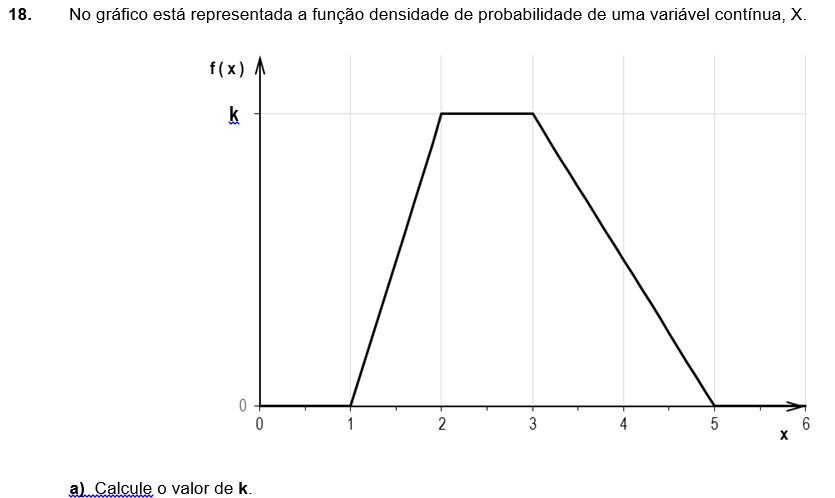 18. No gráfico está representada a função densidade de probabilidade de uma variável contínua, X.
f(x)
k
0
0 1 2 3 4 5 6
x
a) Calcule o valor de k.